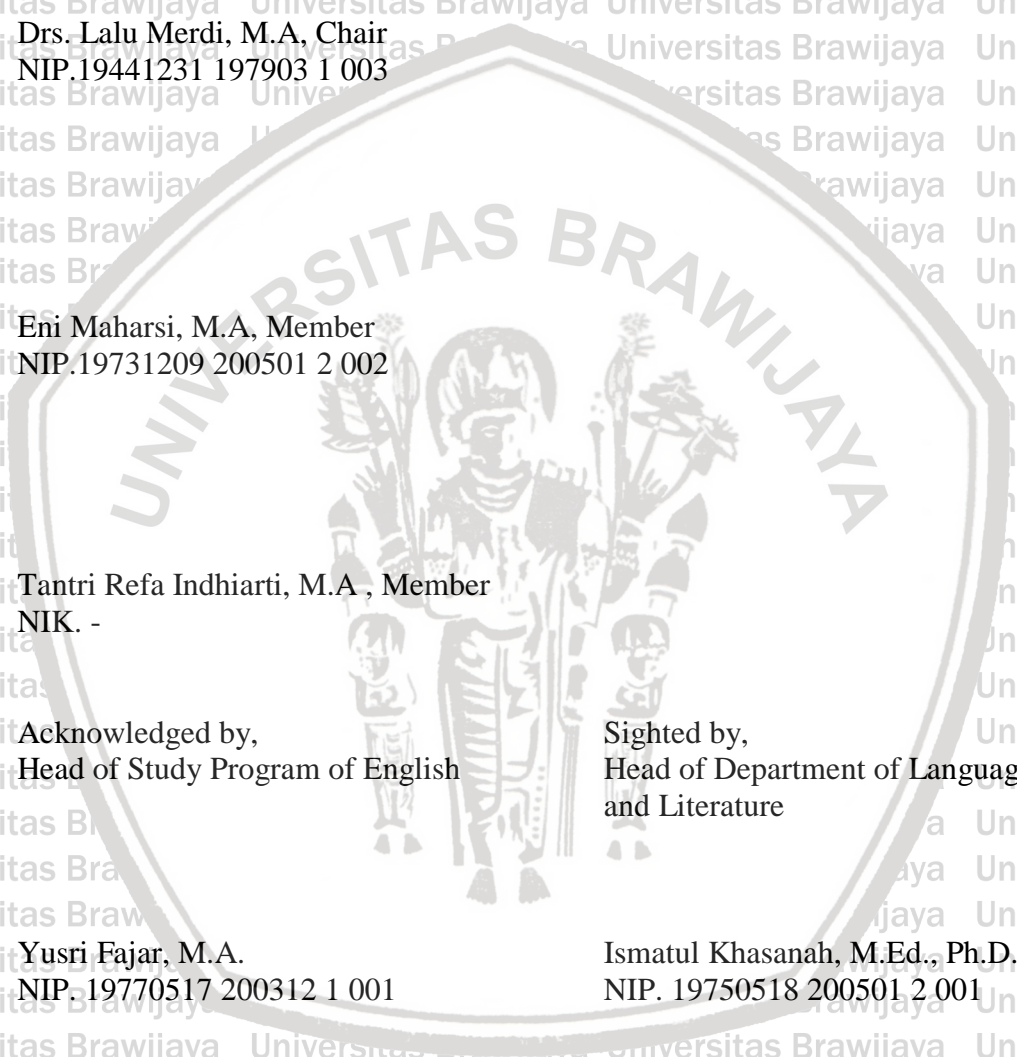 Drs. Lalu Merdi, M.A, Chair
NIP.19441231 197903 1 003
Eni Maharsi, M.A, Member
NIP.19731209 200501 2 002
Tantri Refa Indhiarti, M.A , Member
NIK. -
Acknowledged by,
Head of Study Program of English
Sighted by,
Head of Department of Languag
and Literature
Yusri Fajar, M.A.
NIP. 19770517 200312 1 001
Ismatul Khasanah, M.Ed., Ph.D.
NIP. 19750518 200501 2 001
UNIVERSITAS BRAWIJAYA